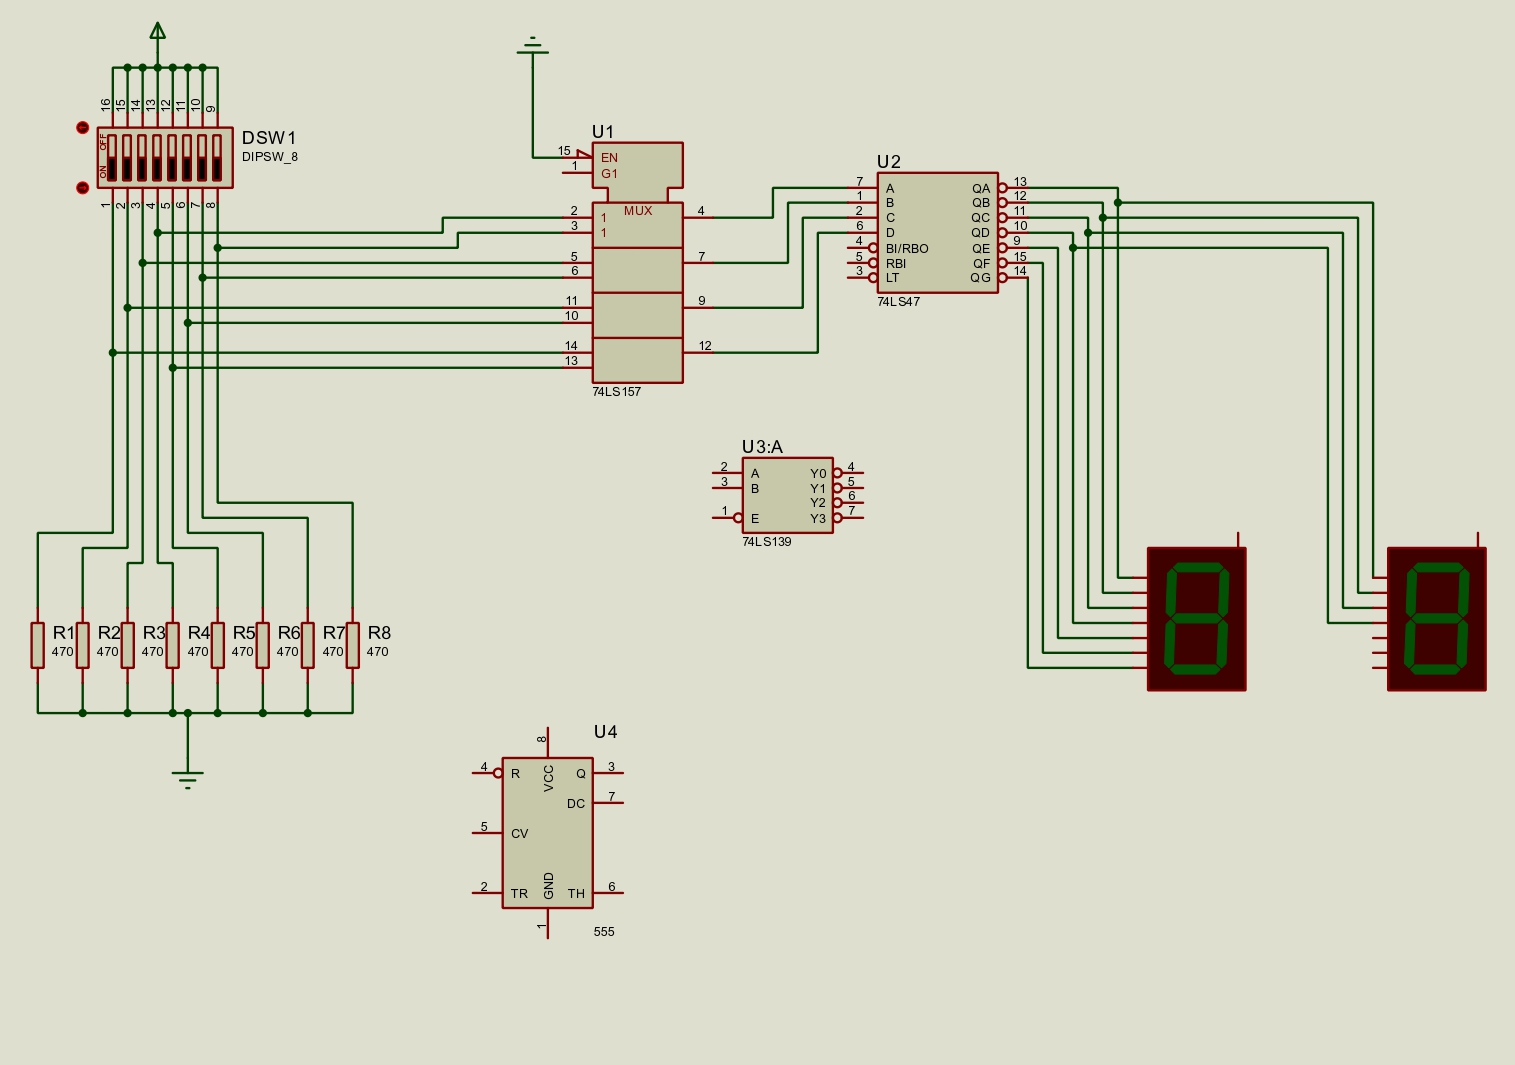 16 15 14 13 12 11 10 9
OFF
ON
DSW1
DIPSW_8
1 2 3 4 5 6 7 8
U1
15 EN
1 G1
MUX
2 1 4
3 1
5 7
6
11 9
10
14 12
13
74LS157
U2
7 A QA 13
1 B QB 12
2 C QC 11
6 D QD 10
4 BI/RBO QE 9
5 RBI QF 15
3 LT QG 14
74LS47
U3:A
2 A Y0 4
3 B Y1 5
Y2 6
1 E Y3 7
74LS139
R1 R2 R3 R4 R5 R6 R7 R8
470 470 470 470 470 470 470 470
U4
8
VCC
4 R Q 3
DC 7
5 CV
2 TR GND TH 6
1
555